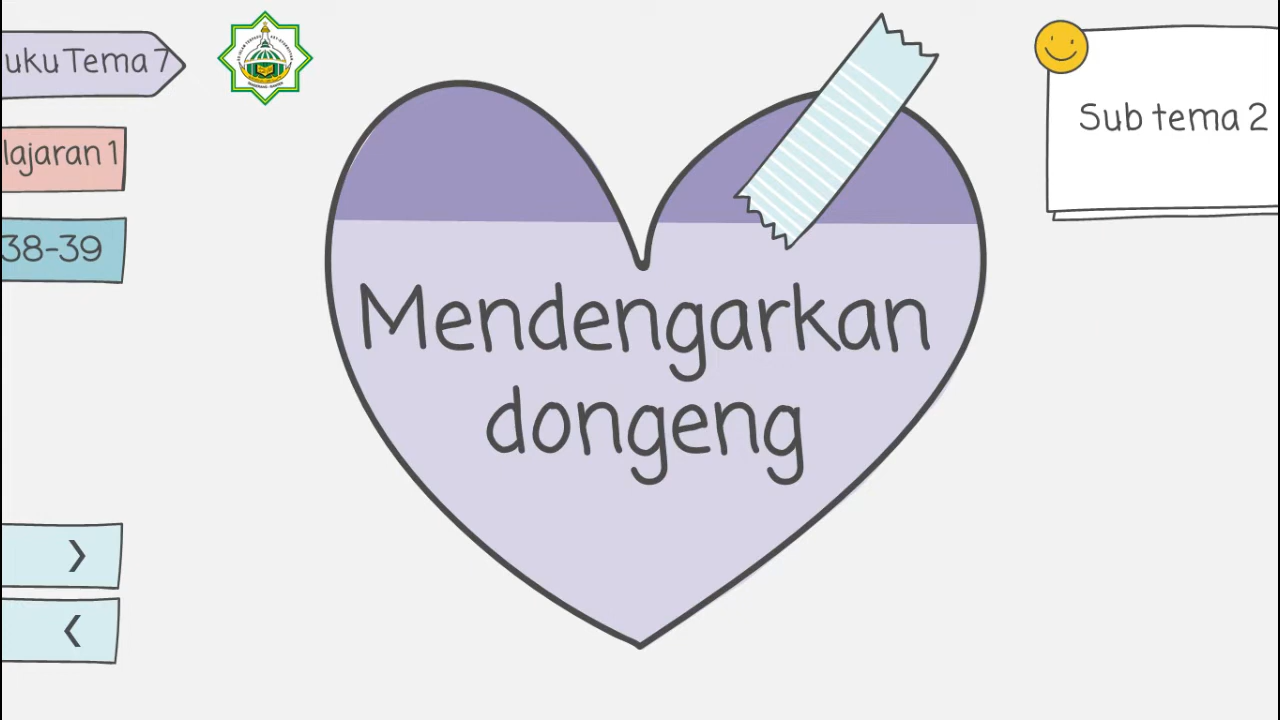 uku Tema 7
lajaran 1
38-39
Sub tema 2
Mendengarkan
dongeng